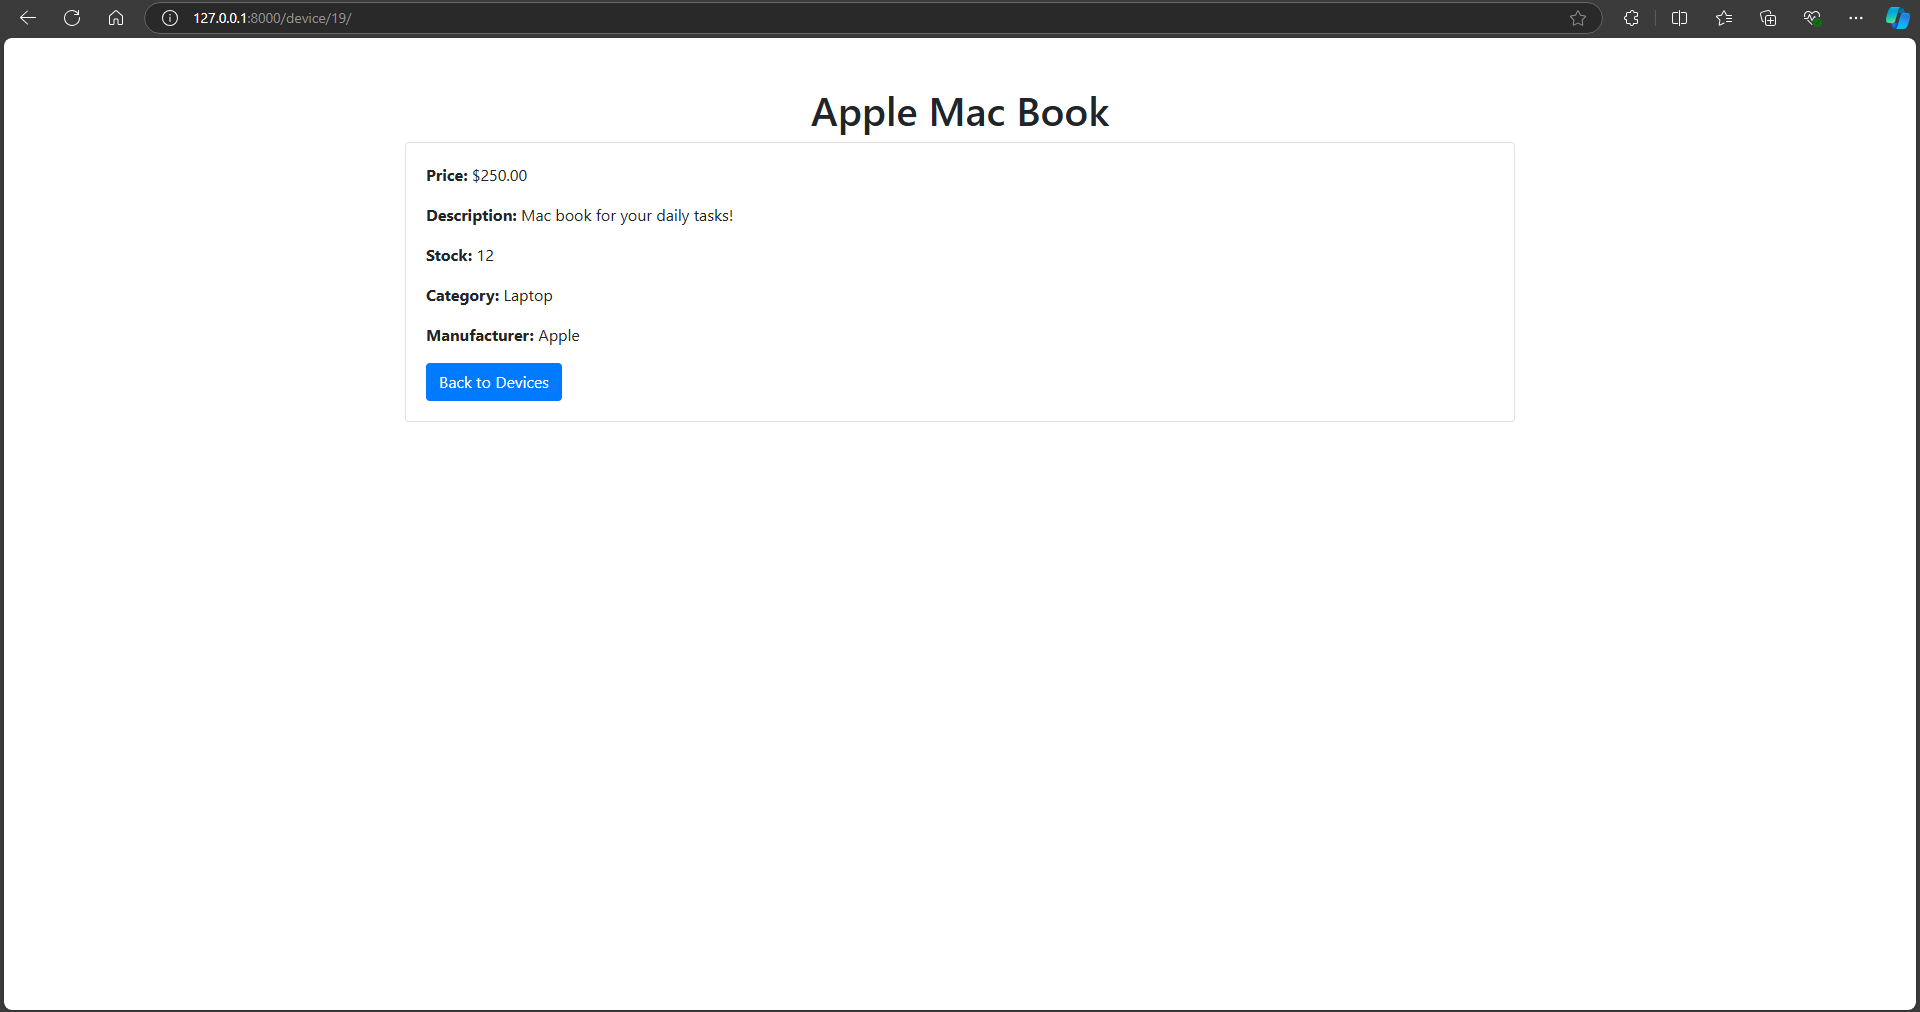 127.0.0.1:8000/device/19/
Apple Mac Book
Price: $250.00
Description: Mac book for your daily tasks!
Stock: 12
Category: Laptop
Manufacturer: Apple
Back to Devices